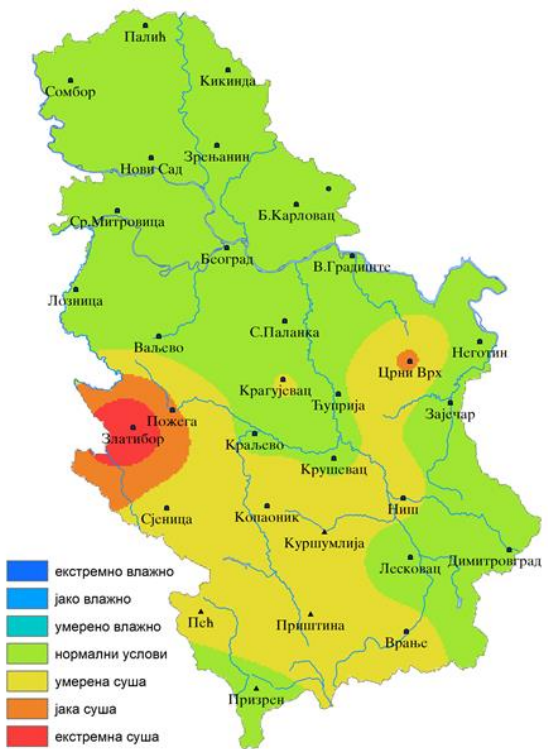 Палић
Кикинда
Сомбор
Зрењанин
Нови Сад
Б.Карловац
Ср.Митровица
Београд
В.Градиште
Лозница
С.Паланка
Ваљево
Неготин
Црни Врх
Крагујевац
Ћуприја
Зајечар
Пожега
Златибор
Краљево
Крушевац
Ниш
Сјеница
Копаоник
Куршумлија
Лесковац
Димитровград
Пећ
Приштина
Врање
Призрен
екстремно влажно
јако влажно
умерено влажно
нормални услови
умерена суша
јака суша
екстремна суша